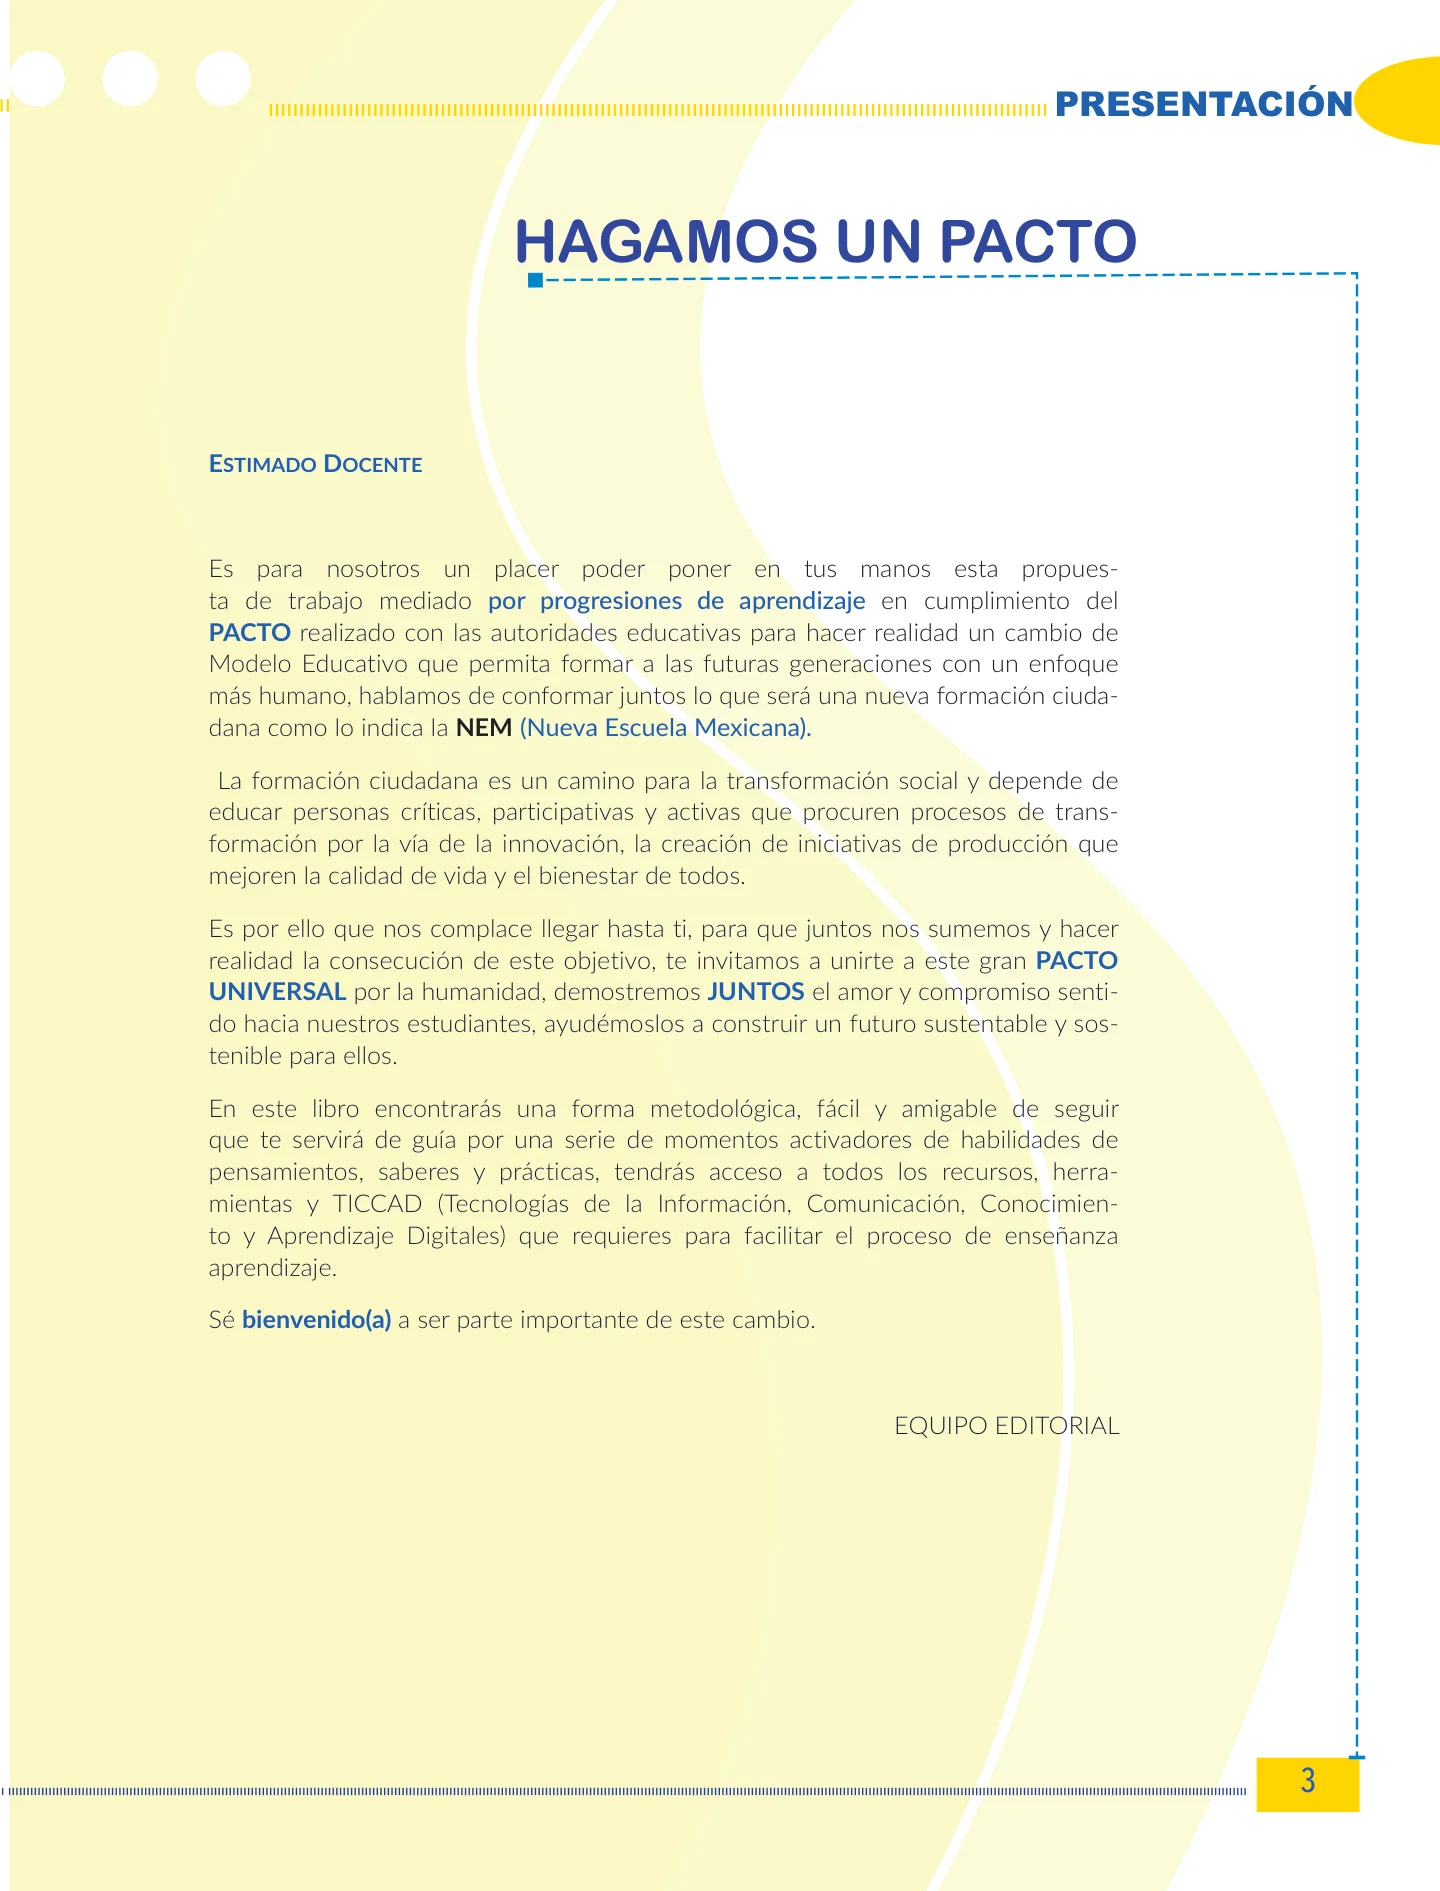 PRESENTACIÓN
HAGAMOS UN PACTO
ESTIMADO DOCENTE
Es para nosotros un placer poder poner en tus manos esta propues-
ta de trabajo mediado por progresiones de aprendizaje en cumplimiento del
PACTO realizado con las autoridades educativas para hacer realidad un cambio de
Modelo Educativo que permita formar a las futuras generaciones con un enfoque
más humano, hablamos de conformar juntos lo que será una nueva formación ciuda-
dana como lo indica la NEM (Nueva Escuela Mexicana).
La formación ciudadana es un camino para la transformación social y depende de
educar personas críticas, participativas y activas que procuren procesos de trans-
formación por la vía de la innovación, la creación de iniciativas de producción que
mejoren la calidad de vida y el bienestar de todos.
Es por ello que nos complace llegar hasta ti, para que juntos nos sumemos y hacer
realidad la consecución de este objetivo, te invitamos a unirte a este gran PACTO
UNIVERSAL por la humanidad, demostremos JUNTOS el amor y compromiso senti-
do hacia nuestros estudiantes, ayudémoslos a construir un futuro sustentable y sos-
tenible para ellos.
En este libro encontrarás una forma metodológica, fácil y amigable de seguir
que te servirá de guía por una serie de momentos activadores de habilidades de
pensamientos, saberes y prácticas, tendrás acceso a todos los recursos, herra-
mientas y TICCAD (Tecnologías de la Información, Comunicación, Conocimien-
to y Aprendizaje Digitales) que requieres para facilitar el proceso de enseñanza
aprendizaje.
Sé bienvenido(a) a ser parte importante de este cambio.
EQUIPO EDITORIAL
3